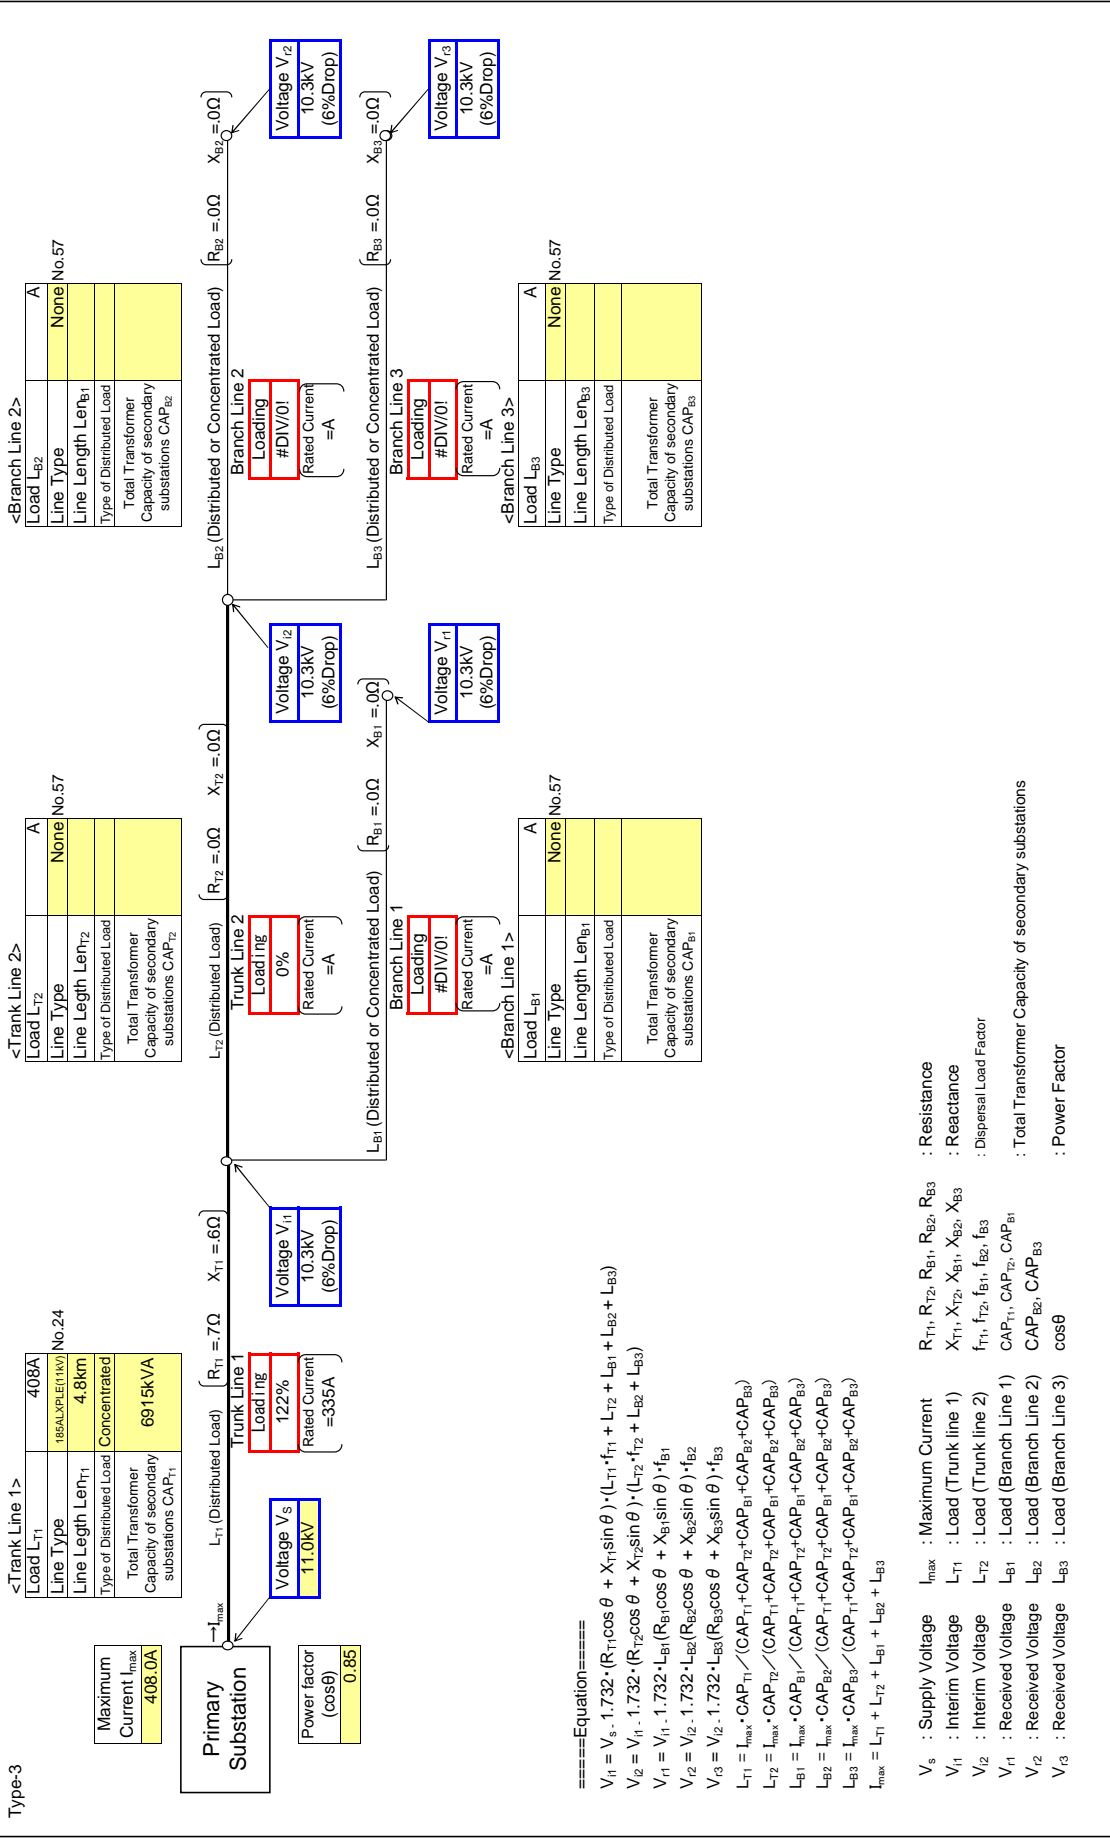 Type-3
Maximum
Current Imax
408.0A
Primary
Substation
Power factor
(cosθ)
0.85
→Imax
Voltage VS
11.0kV
<Trank Line 1>
Load LT1 408A
Line Type 185ALXPLE(11kV) No.24
Line Length LenT1 4.8km
Type of Distributed Load Concentrated
Total Transformer
Capacity of secondary
substations CAPT1
6915kVA
LT1 (Distributed Load)
RT1 =.7Ω XT1 =.6Ω
Trunk Line 1
Loading
122%
Rated Current
=335A
Voltage Vi1
10.3kV
(6%Drop)
<Trank Line 2>
Load LT2 A
Line Type None No.57
Line Legth LenT2
Type of Distributed Load
Total Transformer
Capacity of secondary
substations CAPT2
LT2 (Distributed Load)
RT2 =.0Ω XT2 =.0Ω
Trunk Line 2
Loading
0%
Rated Current
=A
Voltage Vi2
10.3kV
(6%Drop)
LB1 (Distributed or Concentrated Load)
RB1 =.0Ω XB1 =.0Ω
Branch Line 1
Loading
#DIV/0!
Rated Current
=A
Voltage Vr1
10.3kV
(6%Drop)
<Branch Line 1>
Load LB1 A
Line Type None No.57
Line Length LenB1
Type of Distributed Load
Total Transformer
Capacity of secondary
substations CAPB1
<Branch Line 2>
Load LB2 A
Line Type None No.57
Line Length LenB1
Type of Distributed Load
Total Transformer
Capacity of secondary
substations CAPB2
LB2 (Distributed or Concentrated Load)
RB2 =.0Ω XB2 =.0Ω
Branch Line 2
Loading
#DIV/0!
Rated Current
=A
Voltage Vr2
10.3kV
(6%Drop)
LB3 (Distributed or Concentrated Load)
RB3 =.0Ω XB3 =.0Ω
Branch Line 3
Loading
#DIV/0!
Rated Current
=A
Voltage Vr3
10.3kV
(6%Drop)
<Branch Line 3>
Load LB3 A
Line Type None No.57
Line Length LenB3
Type of Distributed Load
Total Transformer
Capacity of secondary
substations CAPB3
=====Equation=====
Vi1 = VS - 1.732・(RT1cosθ + XT1sinθ)・(LT1・fT1 + LT2 + LB1 + LB2 + LB3)
Vi2 = Vi1 - 1.732・(RT2cosθ + XT2sinθ)・(LT2・fT2 + LB2 + LB3)
Vr1 = Vi1 - 1.732・LB1(RB1cosθ + XB1sinθ)・fB1
Vr2 = Vi2 - 1.732・LB2(RB2cosθ + XB2sinθ)・fB2
Vr3 = Vi2 - 1.732・LB3(RB3cosθ + XB3sinθ)・fB3
LT1 = Imax・CAPT1／(CAPT1+CAPT2+CAPB1+CAPB2+CAPB3)
LT2 = Imax・CAPT2／(CAPT1+CAPT2+CAPB1+CAPB2+CAPB3)
LB1 = Imax・CAPB1／(CAPT1+CAPT2+CAPB1+CAPB2+CAPB3)
LB2 = Imax・CAPB2／(CAPT1+CAPT2+CAPB1+CAPB2+CAPB3)
LB3 = Imax・CAPB3／(CAPT1+CAPT2+CAPB1+CAPB2+CAPB3)
Imax = LT1 + LT2 + LB1 + LB2 + LB3
Vs : Supply Voltage Imax : Maximum Current RT1, RT2, RB1, RB2, RB3 : Resistance
Vi1 : Interim Voltage LT1 : Load (Trunk line 1) XT1, XT2, XB1, XB2, XB3 : Reactance
Vi2 : Interim Voltage LT2 : Load (Trunk line 2) fT1, fT2, fB1, fB2, fB3 : Dispersal Load Factor
Vr1 : Received Voltage LB1 : Load (Branch Line 1) CAPT1, CAPT2, CAPB1 : Total Transformer Capacity of secondary substations
Vr2 : Received Voltage LB2 : Load (Branch Line 2) CAPB2, CAPB3
Vr3 : Received Voltage LB3 : Load (Branch Line 3) cosθ : Power Factor